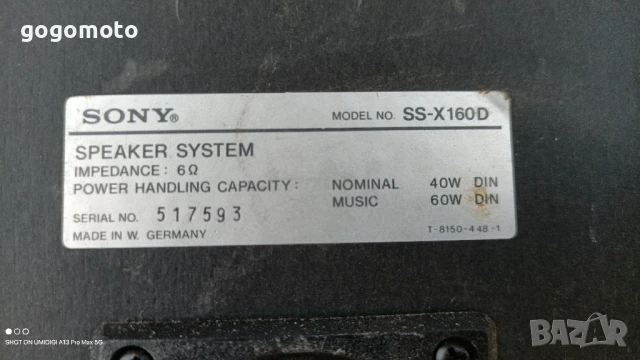 gogomoto
SONY®
MODEL NO. SS-X160D
SPEAKER SYSTEM
IMPEDANCE: 6Ω
POWER HANDLING CAPACITY: NOMINAL 40W DIN
MUSIC 60W DIN
SERIAL NO. 517593
MADE IN W. GERMANY
T-8150-448-1
SHOT ON UMIDIGI A13 Pro Max 5G
BAZAR